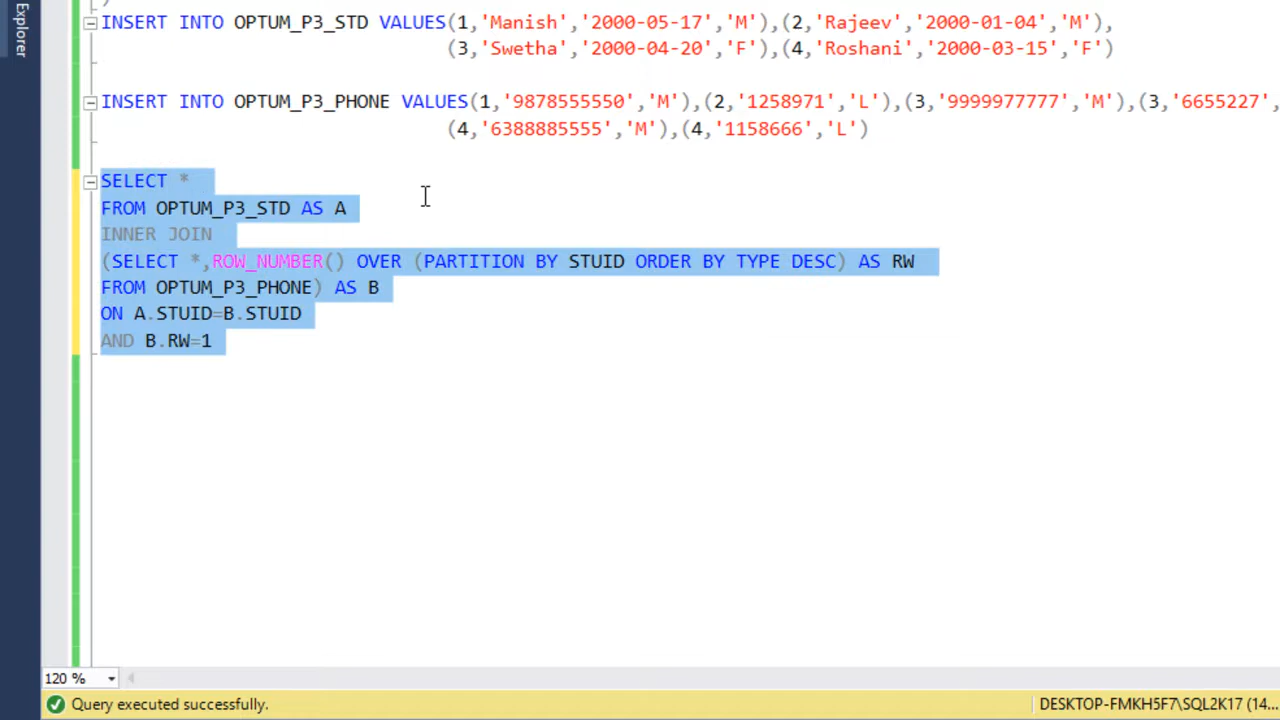 Explorer
INSERT INTO OPTUM_P3_STD VALUES(1,'Manish','2000-05-17','M'),(2,'Rajeev','2000-01-04','M'),
(3,'Swetha','2000-04-20','F'),(4,'Roshani','2000-03-15','F')
INSERT INTO OPTUM_P3_PHONE VALUES(1,'9878555550','M'),(2,'1258971','L'),(3,'9999977777','M'),(3,'6655227',
(4,'6388885555','M'),(4,'1158666','L')
SELECT *
FROM OPTUM_P3_STD AS A
INNER JOIN
(SELECT *,ROW_NUMBER() OVER (PARTITION BY STUID ORDER BY TYPE DESC) AS RW
FROM OPTUM_P3_PHONE) AS B
ON A.STUID=B.STUID
AND B.RW=1
120 %
Query executed successfully.
DESKTOP-FMKH5F7\SQL2K17 (14...